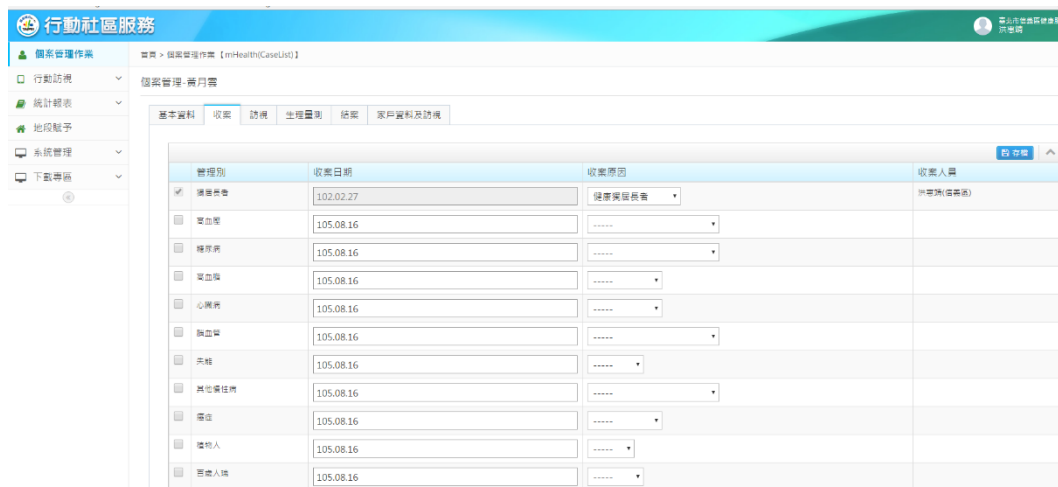 行動社區服務
個案管理作業
行動訪視
統計報表
地段賦予
系統管理
下載專區
首頁 > 個案管理作業【mHealth(CaseList)】
個案管理-黃月雲
基本資料 收案 訪視 生理量測 結案 家戶資料及訪視
存檔
管理別 收案日期 收案原因 收案人員
獨居長者 102.02.27 健康獨居長者 (信義區)
高血壓 105.08.16 -----
糖尿病 105.08.16 -----
高血脂 105.08.16 -----
心臟病 105.08.16 -----
腦血管 105.08.16 -----
失能 105.08.16 -----
其他慢性病 105.08.16 -----
癌症 105.08.16 -----
植物人 105.08.16 -----
百歲人瑞 105.08.16 -----